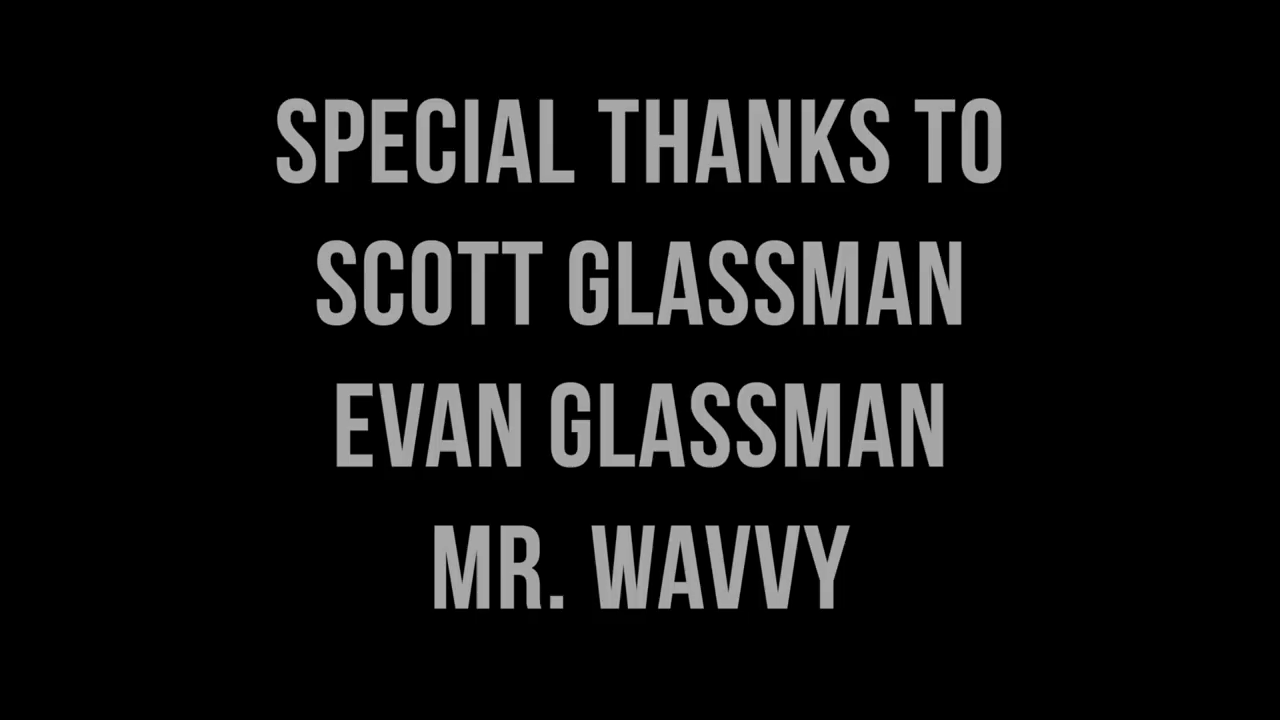 SPECIAL THANKS TO
SCOTT GLASSMAN
EVAN GLASSMAN
MR. WAVVY